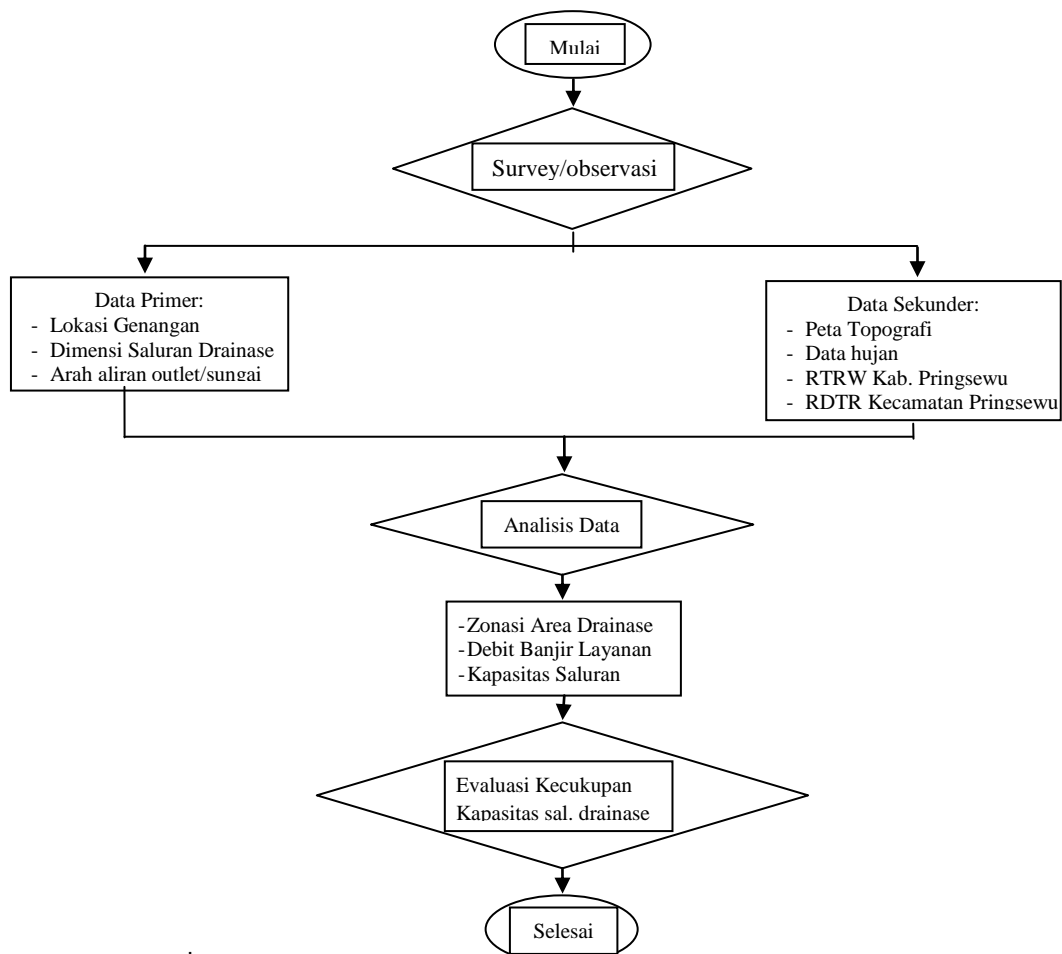 Mulai
Survey/observasi
Data Primer:
- Lokasi Genangan
- Dimensi Saluran Drainase
- Arah aliran outlet/sungai
Data Sekunder:
- Peta Topografi
- Data hujan
- RTRW Kab. Pringsewu
- RDTR Kecamatan Pringsewu
Analisis Data
-Zonasi Area Drainase
-Debit Banjir Layanan
-Kapasitas Saluran
Evaluasi Kecukupan
Kapasitas sal. drainase
Selesai